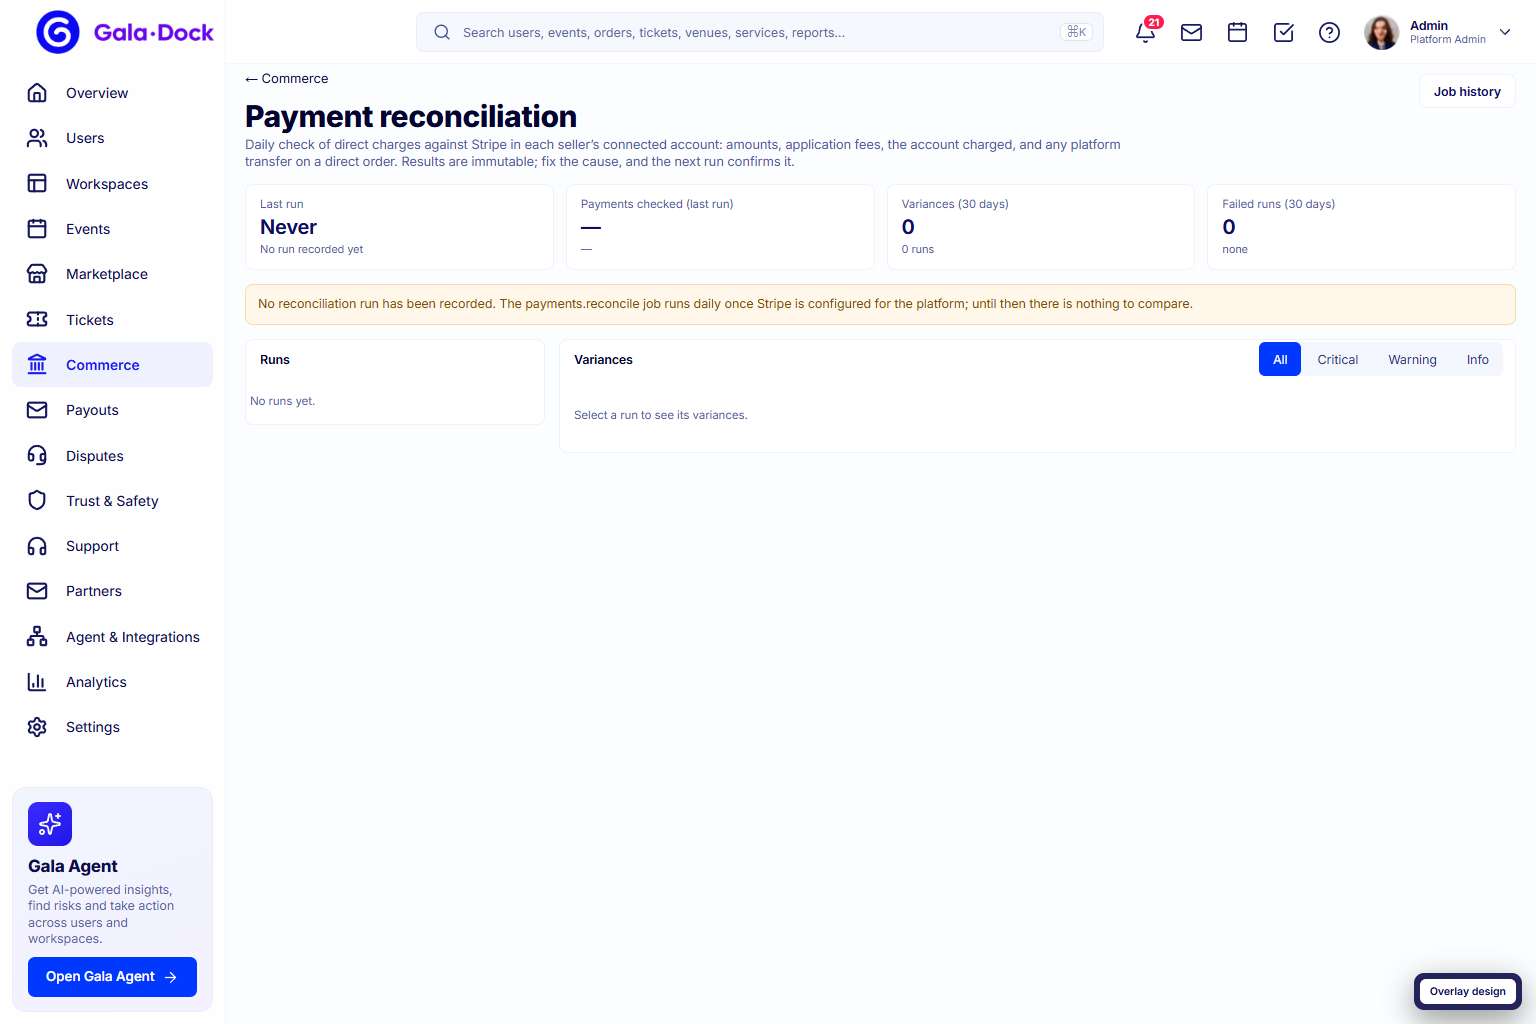 Gala·Dock
Search users, events, orders, tickets, venues, services, reports...
⌘K
21
Admin
Platform Admin
Overview
Users
Workspaces
Events
Marketplace
Tickets
Commerce
Payouts
Disputes
Trust & Safety
Support
Partners
Agent & Integrations
Analytics
Settings
Gala Agent
Get AI-powered insights,
find risks and take action
across users and
workspaces.
Open Gala Agent →
← Commerce
Job history
Payment reconciliation
Daily check of direct charges against Stripe in each seller’s connected account: amounts, application fees, the account charged, and any platform
transfer on a direct order. Results are immutable; fix the cause, and the next run confirms it.
Last run
Never
No run recorded yet
Payments checked (last run)
—
—
Variances (30 days)
0
0 runs
Failed runs (30 days)
0
none
No reconciliation run has been recorded. The payments.reconcile job runs daily once Stripe is configured for the platform; until then there is nothing to compare.
Runs
No runs yet.
Variances
All
Critical
Warning
Info
Select a run to see its variances.
Overlay design